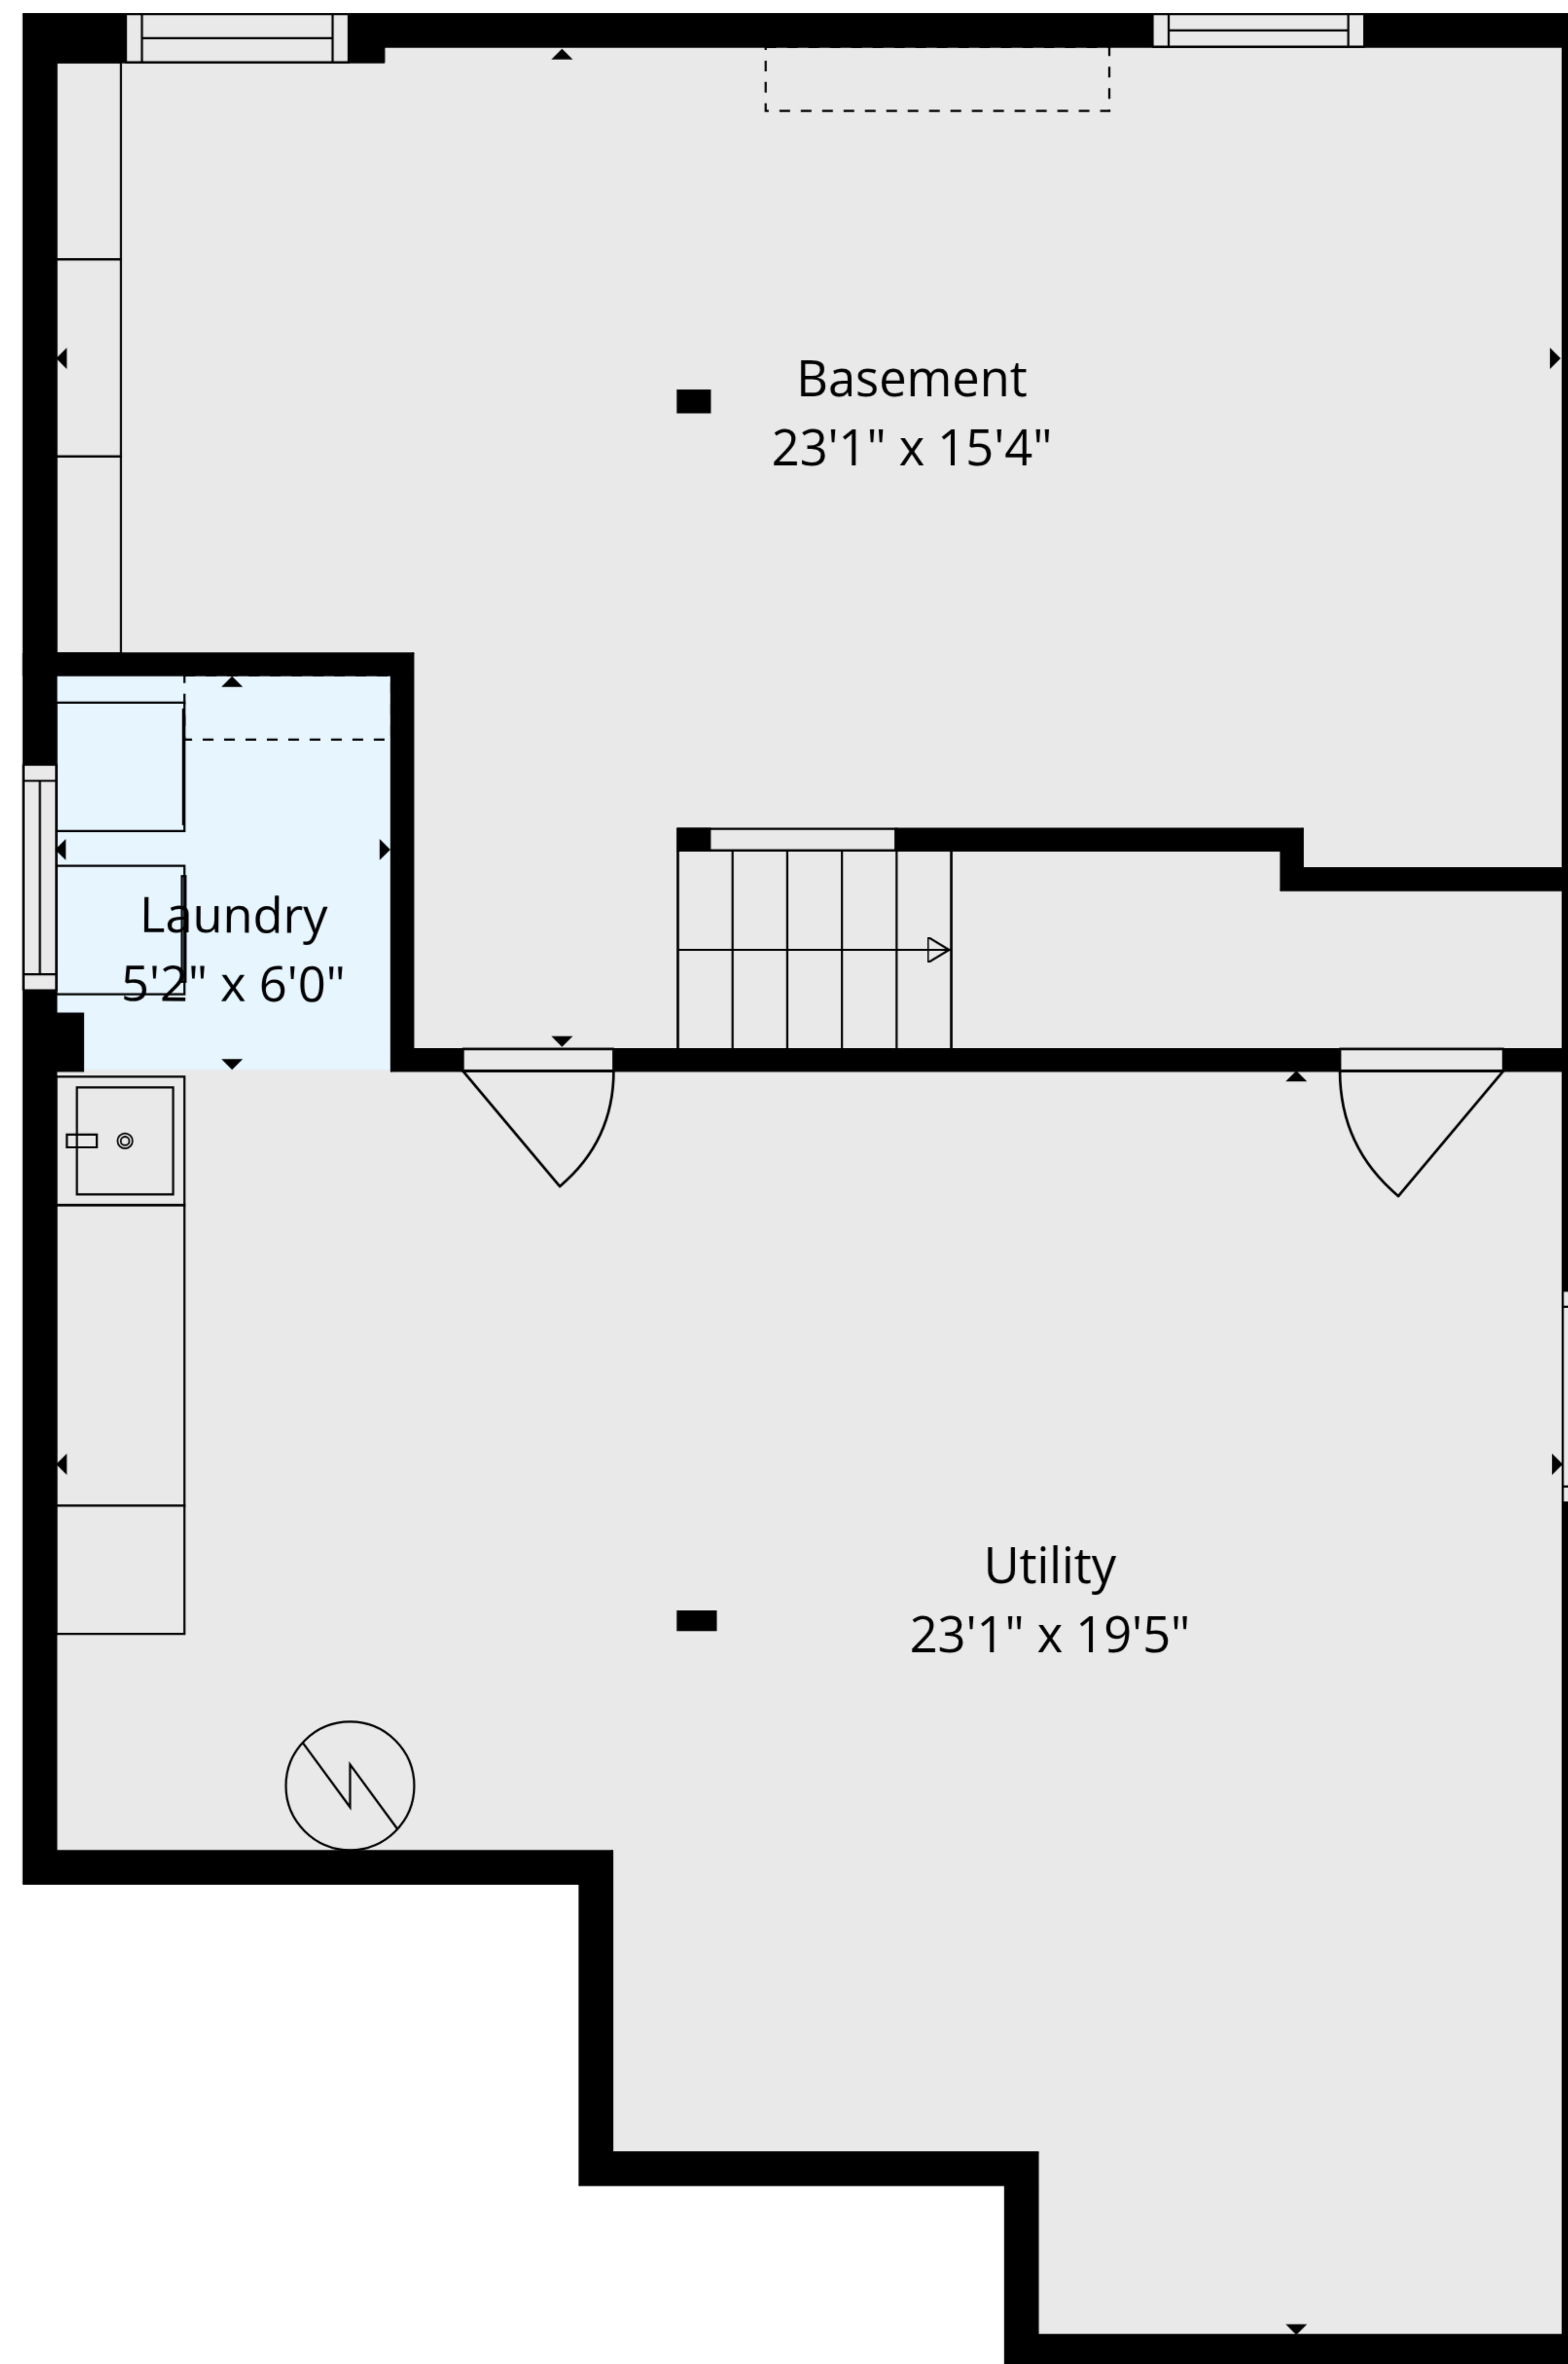 Basement
23'1" x 15'4"
Laundry
5'2" x 6'0"
Utility
23'1" x 19'5"